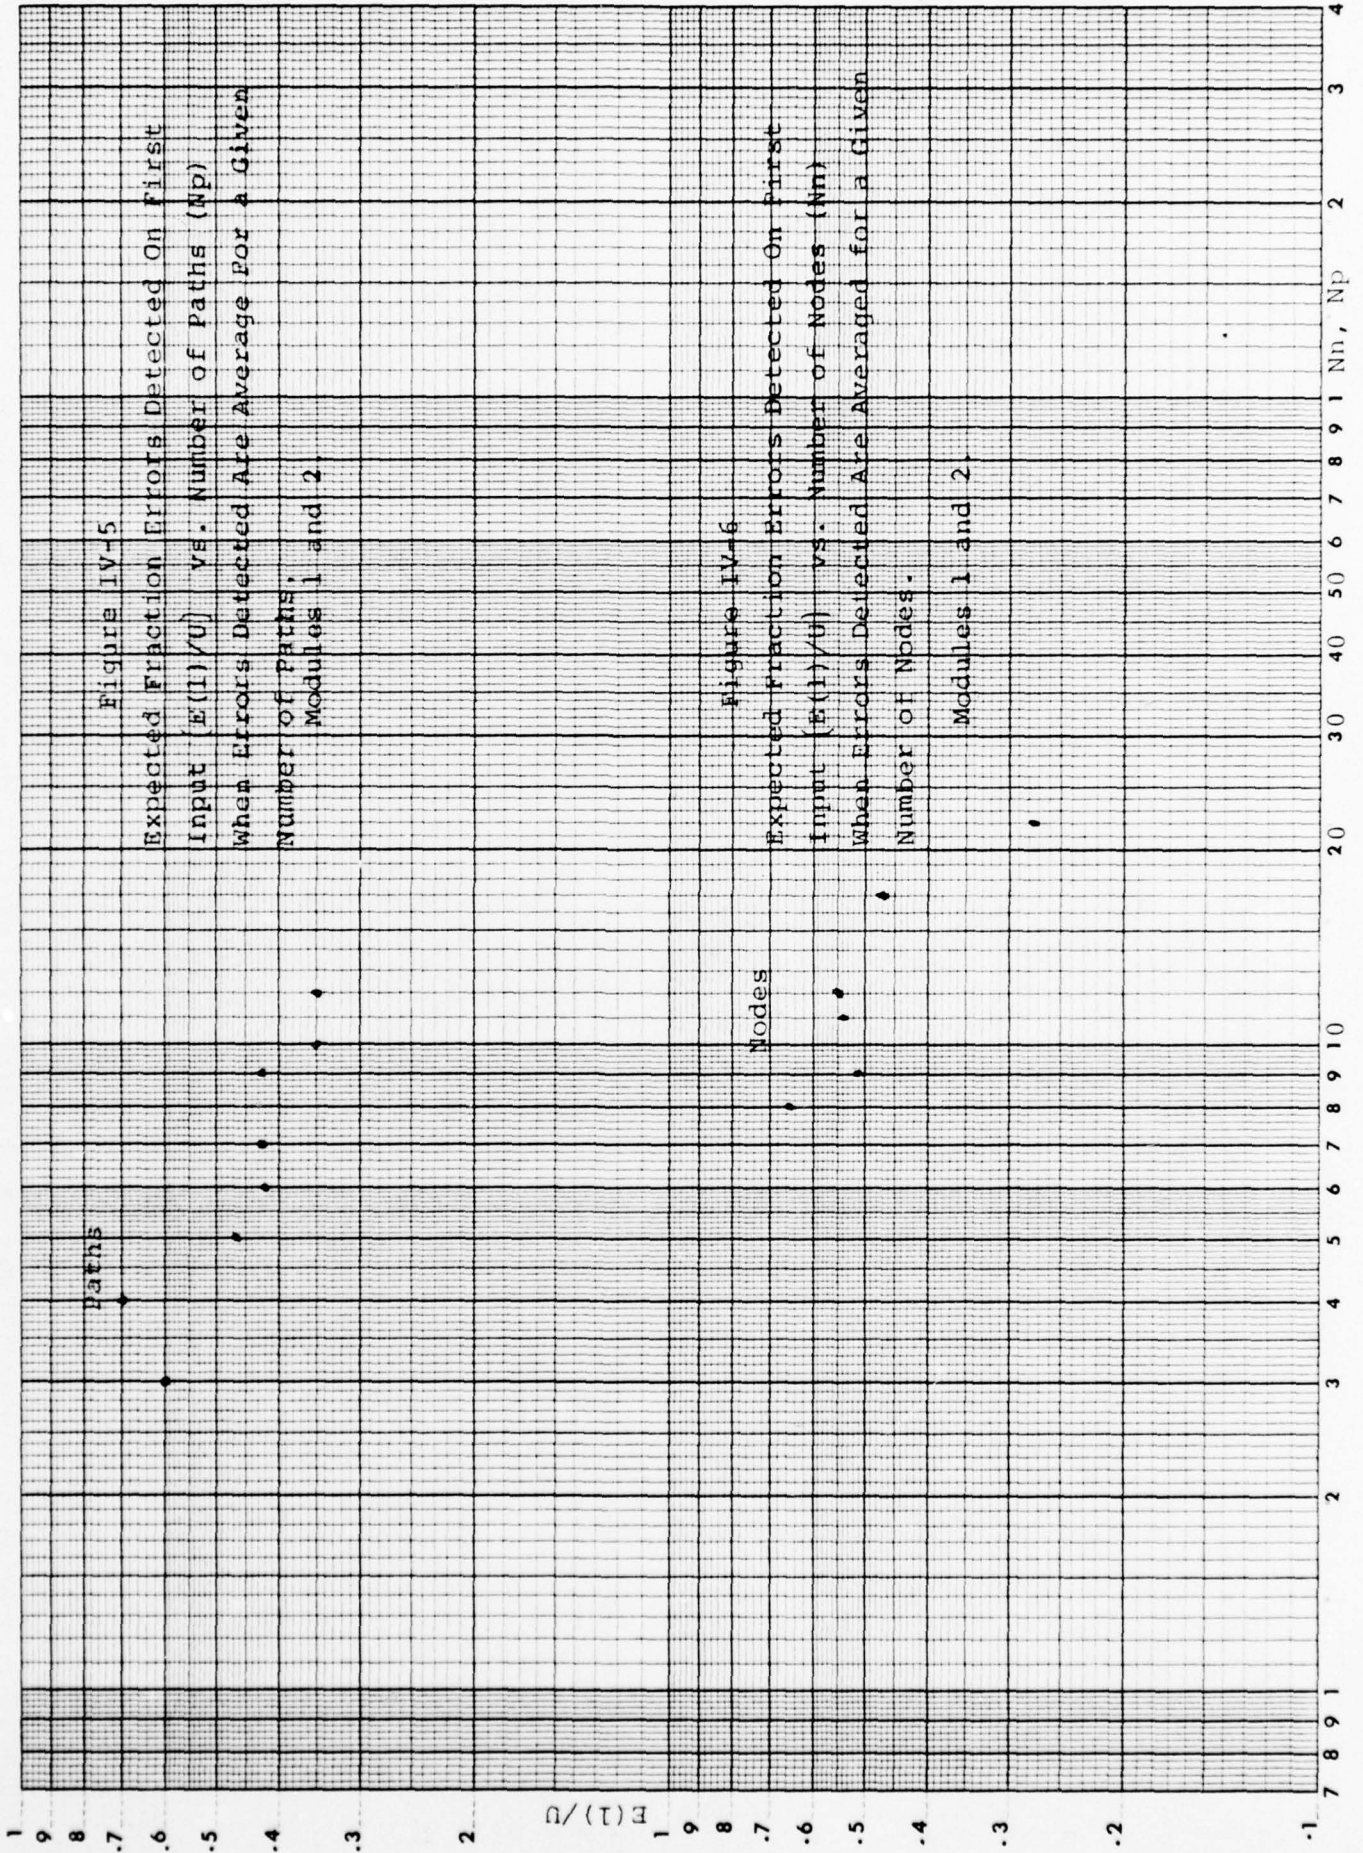 Figure IV-5
Expected Fraction Errors Detected On First
Input [E(1)/U] vs. Number of Paths (Np)
When Errors Detected Are Average For a Given
Number of Paths.
Modules 1 and 2.
Paths
Figure IV-6
Expected Fraction Errors Detected On First
Input [E(1)/U] vs. Number of Nodes (Nn)
When Errors Detected Are Averaged for a Given
Number of Nodes.
Modules 1 and 2.
Nodes
E(1)/U
1
9
8
.7
.6
.5
.4
.3
2
1
9
8
.7
.6
.5
.4
.3
.2
.1
7 8 9 1 2 3 4 5 6 7 8 9 10 20 30 40 50 6 7 8 9 1 2 3 4
Nn, Np